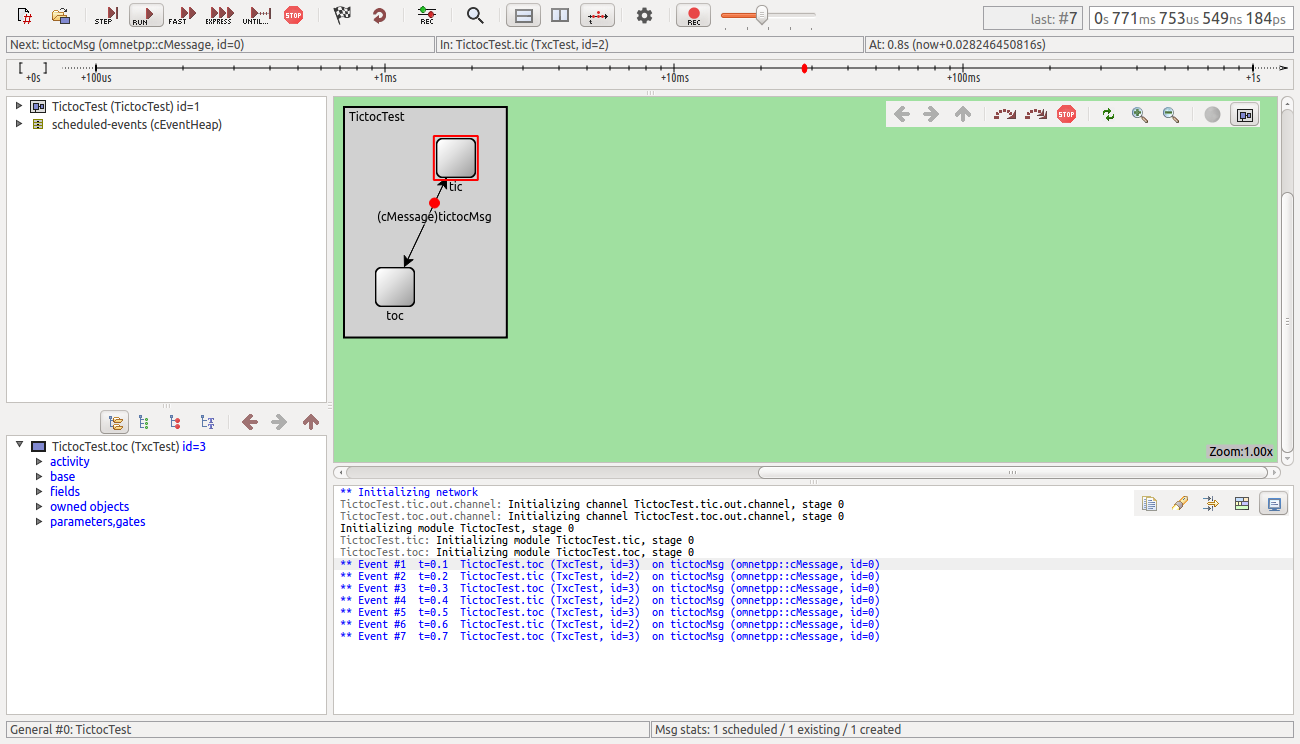 STEP RUN FAST EXPRESS UNTIL... STOP REC REC last: #7 0s 771ms 753us 549ns 184ps
Next: tictocMsg (omnetpp::cMessage, id=0) In: TictocTest.tic (TxcTest, id=2) At: 0.8s (now+0.028246450816s)
[ ]
+0s +100us +1ms +10ms +100ms +1s
TictocTest (TictocTest) id=1
scheduled-events (cEventHeap)
TictocTest
STOP
tic
(cMessage)tictocMsg
toc
Zoom:1.00x
TictocTest.toc (TxcTest) id=3
activity
base
fields
owned objects
parameters,gates
** Initializing network
TictocTest.tic.out.channel: Initializing channel TictocTest.tic.out.channel, stage 0
TictocTest.toc.out.channel: Initializing channel TictocTest.toc.out.channel, stage 0
Initializing module TictocTest, stage 0
TictocTest.tic: Initializing module TictocTest.tic, stage 0
TictocTest.toc: Initializing module TictocTest.toc, stage 0
** Event #1 t=0.1 TictocTest.toc (TxcTest, id=3) on tictocMsg (omnetpp::cMessage, id=0)
** Event #2 t=0.2 TictocTest.tic (TxcTest, id=2) on tictocMsg (omnetpp::cMessage, id=0)
** Event #3 t=0.3 TictocTest.toc (TxcTest, id=3) on tictocMsg (omnetpp::cMessage, id=0)
** Event #4 t=0.4 TictocTest.tic (TxcTest, id=2) on tictocMsg (omnetpp::cMessage, id=0)
** Event #5 t=0.5 TictocTest.toc (TxcTest, id=3) on tictocMsg (omnetpp::cMessage, id=0)
** Event #6 t=0.6 TictocTest.tic (TxcTest, id=2) on tictocMsg (omnetpp::cMessage, id=0)
** Event #7 t=0.7 TictocTest.toc (TxcTest, id=3) on tictocMsg (omnetpp::cMessage, id=0)
General #0: TictocTest Msg stats: 1 scheduled / 1 existing / 1 created